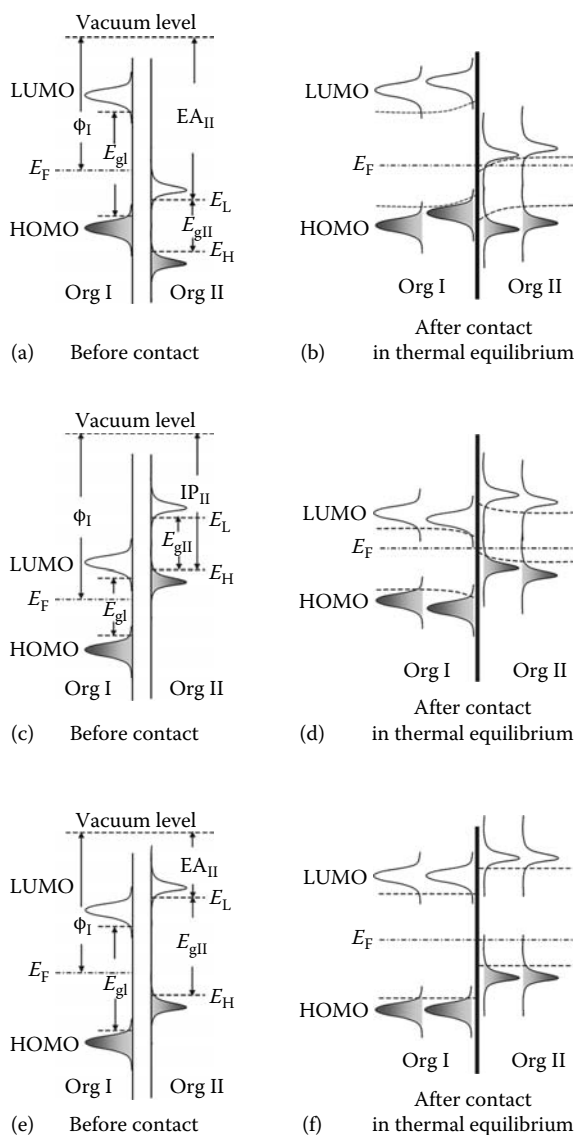 Vacuum level
LUMO
ϕI
EgI
EF
HOMO
Org I
EAII
EL
EgII
EH
Org II
(a) Before contact
LUMO
EF
HOMO
Org I
Org II
(b) After contact
in thermal equilibrium
Vacuum level
ϕI
LUMO
EF
EgI
HOMO
Org I
IPII
EL
EgII
EH
Org II
(c) Before contact
LUMO
EF
HOMO
Org I
Org II
(d) After contact
in thermal equilibrium
Vacuum level
LUMO
ϕI
EF
EgI
HOMO
Org I
EAII
EL
EgII
EH
Org II
(e) Before contact
LUMO
EF
HOMO
Org I
Org II
(f) After contact
in thermal equilibrium